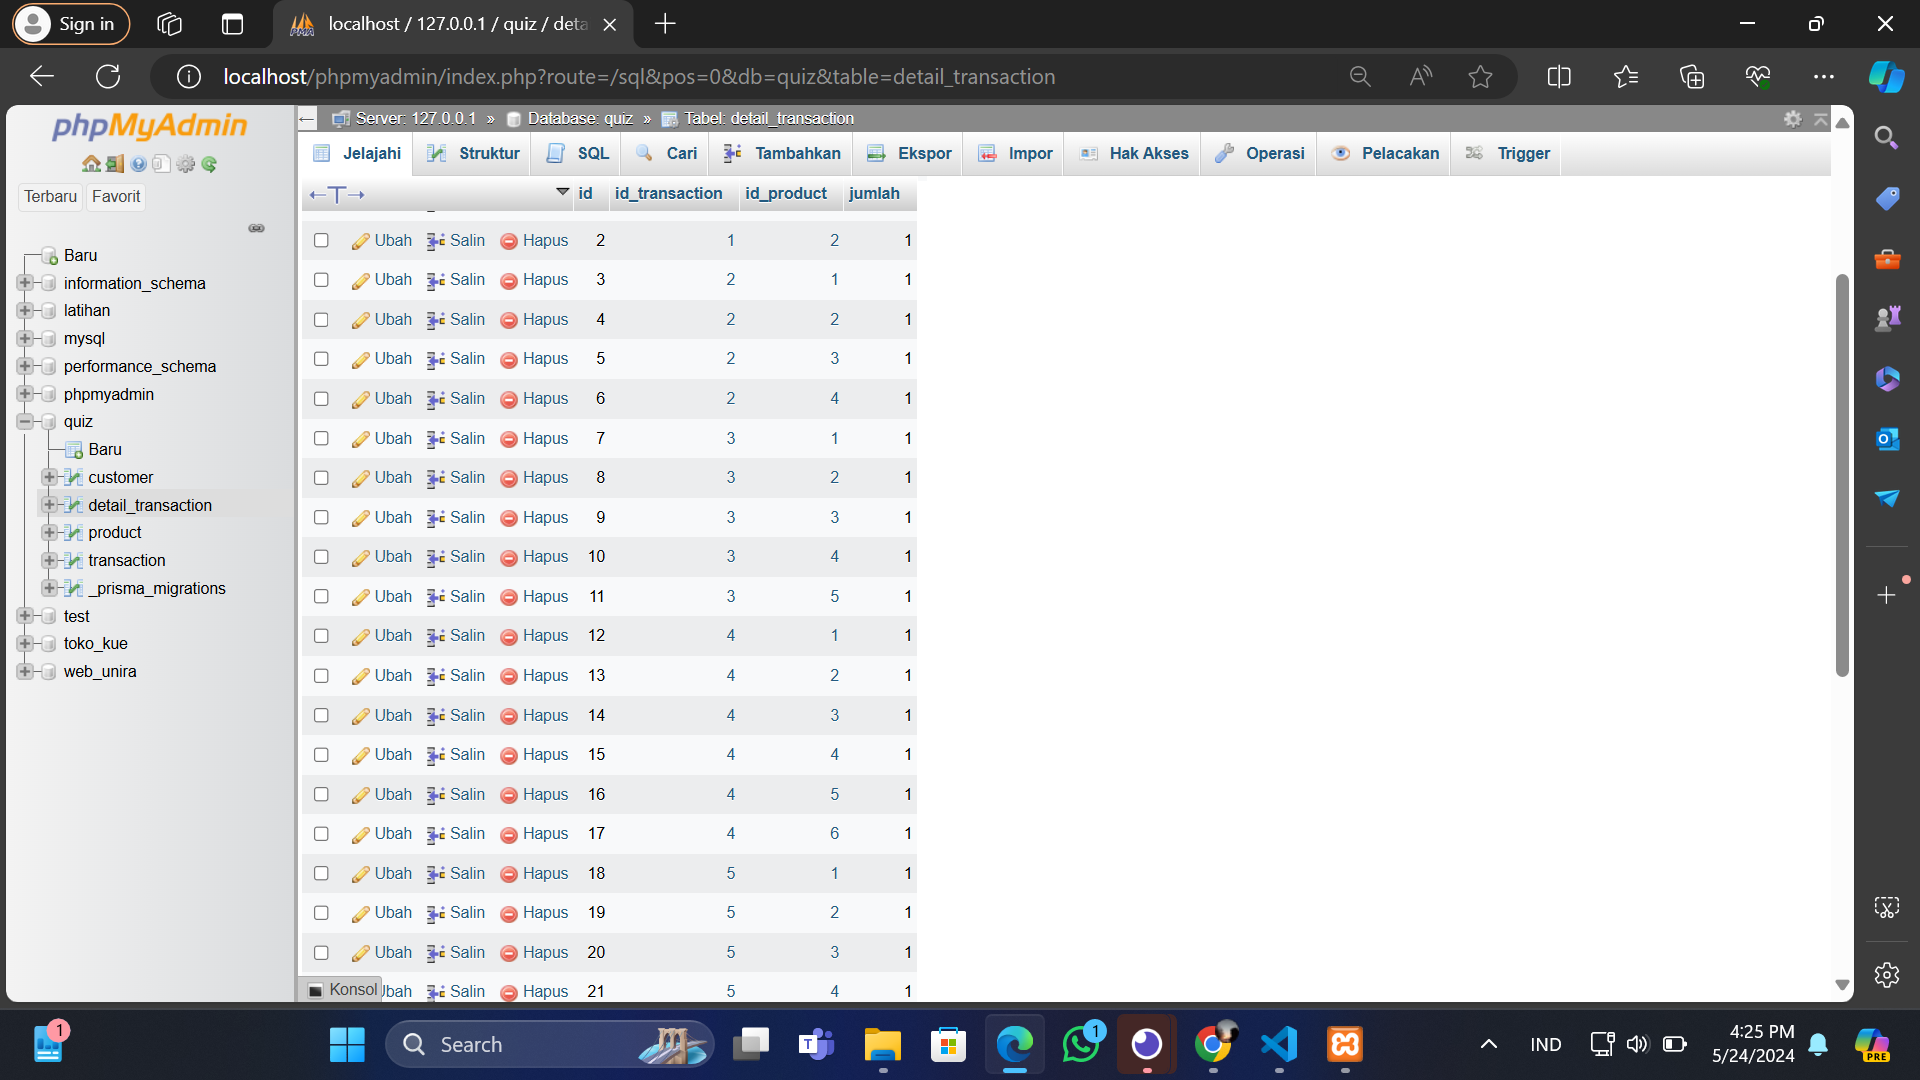 Sign in
localhost / 127.0.0.1 / quiz / deta
localhost/phpmyadmin/index.php?route=/sql&pos=0&db=quiz&table=detail_transaction
phpMyAdmin
Terbaru Favorit
Baru
information_schema
latihan
mysql
performance_schema
phpmyadmin
quiz
Baru
customer
detail_transaction
product
transaction
_prisma_migrations
test
toko_kue
web_unira
Server: 127.0.0.1 » Database: quiz » Tabel: detail_transaction
Jelajahi Struktur SQL Cari Tambahkan Ekspor Impor Hak Akses Operasi Pelacakan Trigger
←T→ id id_transaction id_product jumlah
Ubah Salin Hapus 2 1 2 1
Ubah Salin Hapus 3 2 1 1
Ubah Salin Hapus 4 2 2 1
Ubah Salin Hapus 5 2 3 1
Ubah Salin Hapus 6 2 4 1
Ubah Salin Hapus 7 3 1 1
Ubah Salin Hapus 8 3 2 1
Ubah Salin Hapus 9 3 3 1
Ubah Salin Hapus 10 3 4 1
Ubah Salin Hapus 11 3 5 1
Ubah Salin Hapus 12 4 1 1
Ubah Salin Hapus 13 4 2 1
Ubah Salin Hapus 14 4 3 1
Ubah Salin Hapus 15 4 4 1
Ubah Salin Hapus 16 4 5 1
Ubah Salin Hapus 17 4 6 1
Ubah Salin Hapus 18 5 1 1
Ubah Salin Hapus 19 5 2 1
Ubah Salin Hapus 20 5 3 1
Konsol Ubah Salin Hapus 21 5 4 1
1
Search
1
IND
4:25 PM
5/24/2024
PRE